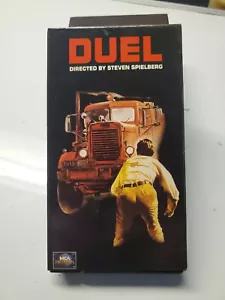 DUEL
DIRECTED BY STEVEN SPIELBERG
MCA